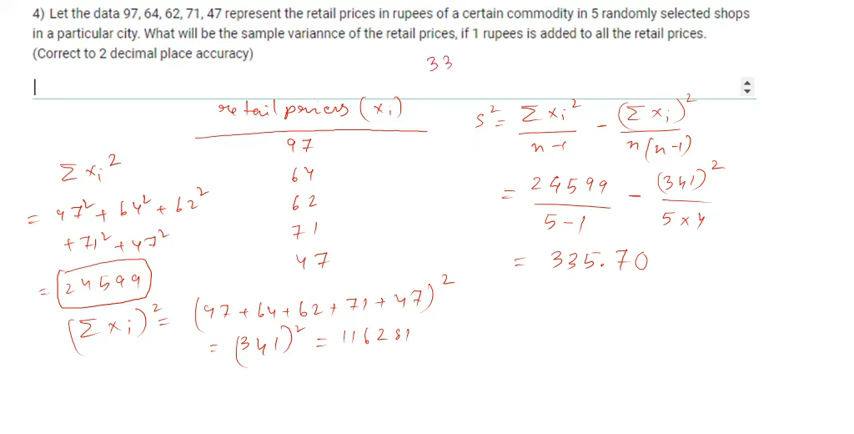 4) Let the data 97, 64, 62, 71, 47 represent the retail prices in rupees of a certain commodity in 5 randomly selected shops
in a particular city. What will be the sample variannce of the retail prices, if 1 rupees is added to all the retail prices.
(Correct to 2 decimal place accuracy)
33
retail prices (xi)
97
64
62
71
47
Σ xi²
= 97² + 64² + 62²
+ 71² + 47²
= 24599
(Σ xi)² = (97 + 64 + 62 + 71 + 47)²
= (341)² = 116281
s² = Σ xi² / n-1 - (Σ xi)² / n(n-1)
= 24599 / 5-1 - (341)² / 5×4
= 335.70